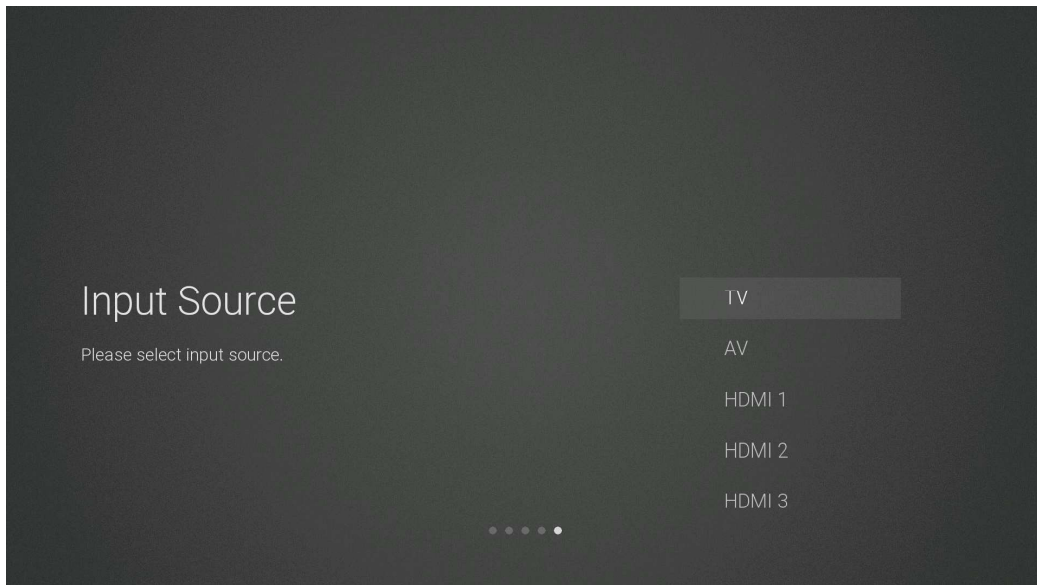 Input Source
Please select input source.
TV
AV
HDMI 1
HDMI 2
HDMI 3